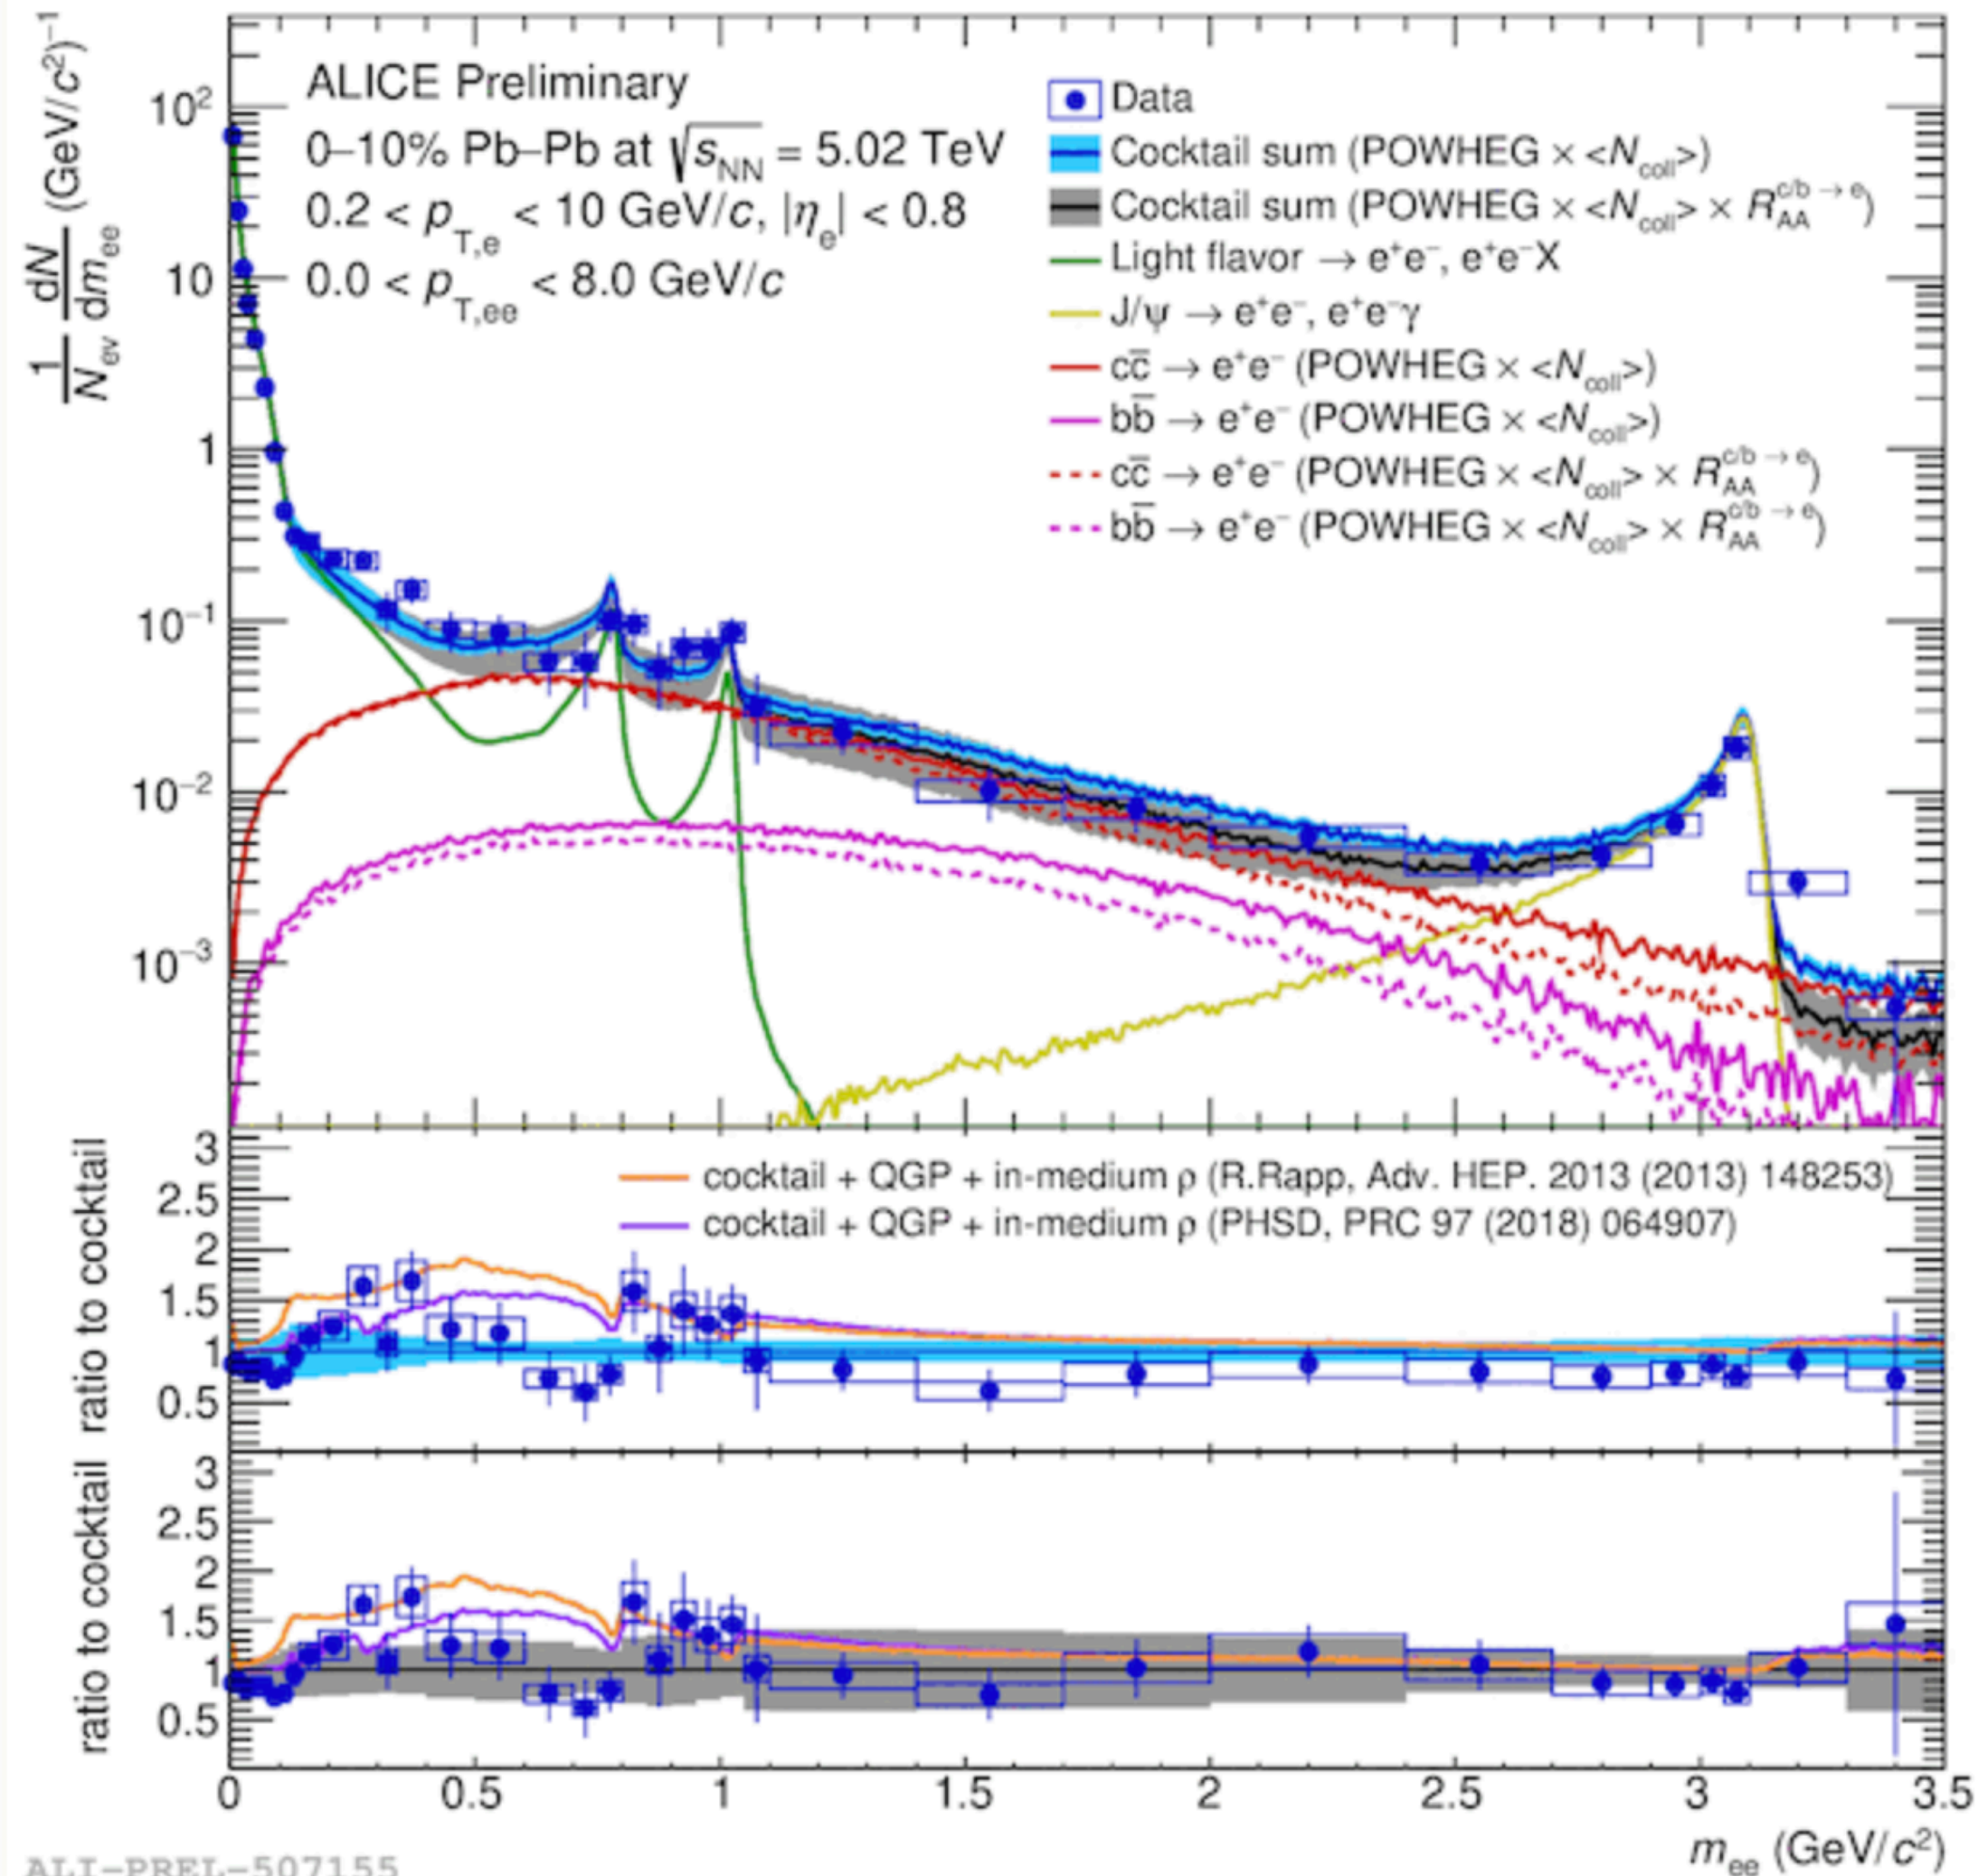 ALICE Preliminary
0–10% Pb–Pb at √s_NN = 5.02 TeV
0.2 < p_T,e < 10 GeV/c, |η_e| < 0.8
0.0 < p_T,ee < 8.0 GeV/c
Data
Cocktail sum (POWHEG × <N_coll>)
Cocktail sum (POWHEG × <N_coll> × R_AA^c/b → e)
Light flavor → e⁺e⁻, e⁺e⁻X
J/ψ → e⁺e⁻, e⁺e⁻γ
cc̄ → e⁺e⁻ (POWHEG × <N_coll>)
bb̄ → e⁺e⁻ (POWHEG × <N_coll>)
cc̄ → e⁺e⁻ (POWHEG × <N_coll> × R_AA^c/b → e)
bb̄ → e⁺e⁻ (POWHEG × <N_coll> × R_AA^c/b → e)
1/N_ev dN/dm_ee (GeV/c²)⁻¹
10²
10
1
10⁻¹
10⁻²
10⁻³
cocktail + QGP + in-medium ρ (R.Rapp, Adv. HEP. 2013 (2013) 148253)
cocktail + QGP + in-medium ρ (PHSD, PRC 97 (2018) 064907)
ratio to cocktail
3
2.5
2
1.5
1
0.5
ratio to cocktail
3
2.5
2
1.5
1
0.5
0 0.5 1 1.5 2 2.5 3 3.5
m_ee (GeV/c²)
ALI-PREL-507155